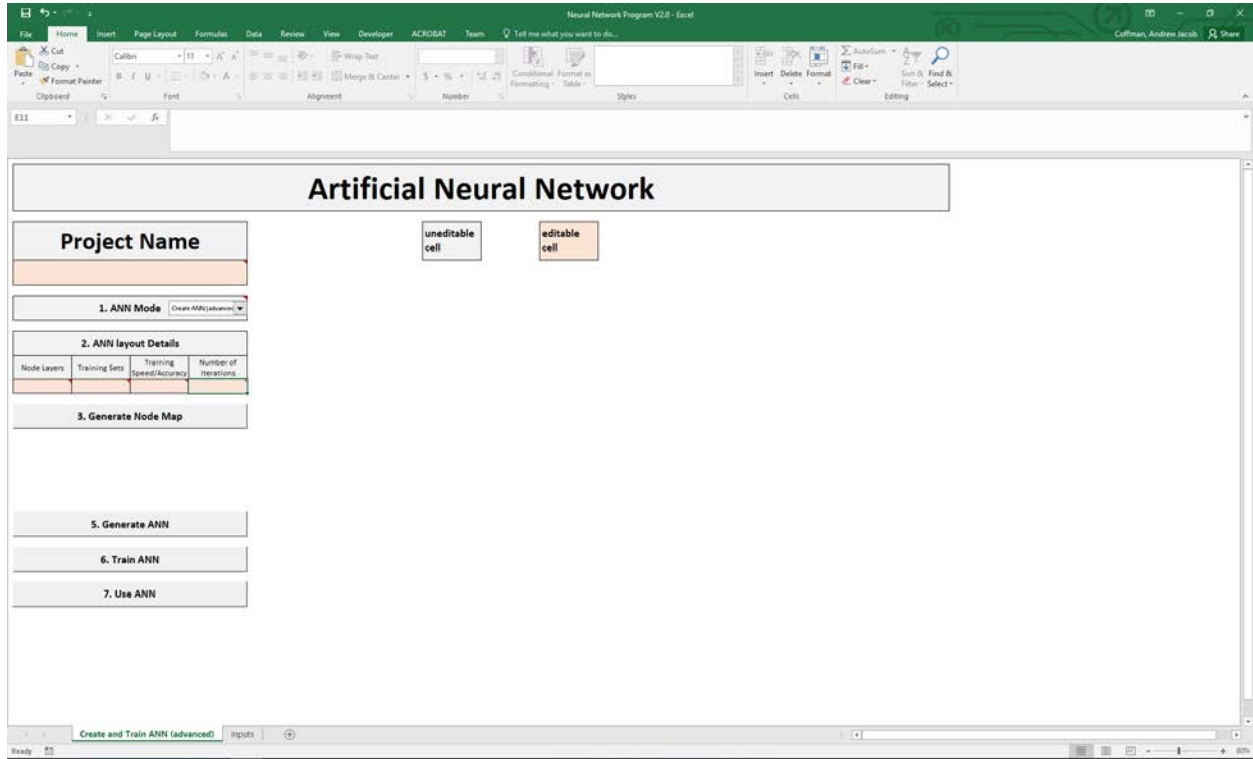 Neural Network Program V2.0 - Excel
File Home Insert Page Layout Formulas Data Review View Developer ACROBAT Team Tell me what you want to do...
Coffman, Andrew Jacob Share
Paste
Cut
Copy
Format Painter
Clipboard
Calibri 11
B I U
Font
Wrap Text
Merge & Center
Alignment
$ % ,
Number
Conditional Formatting
Format as Table
Styles
Insert Delete Format
Cells
AutoSum
Fill
Clear
Sort & Filter
Find & Select
Editing
E11
fx
Artificial Neural Network
Project Name
uneditable
cell
editable
cell
1. ANN Mode Create ANN(advanced
2. ANN layout Details
Node Layers
Training Sets
Training
Speed/Accuracy
Number of
Iterations
3. Generate Node Map
5. Generate ANN
6. Train ANN
7. Use ANN
Create and Train ANN (advanced) Inputs
Ready